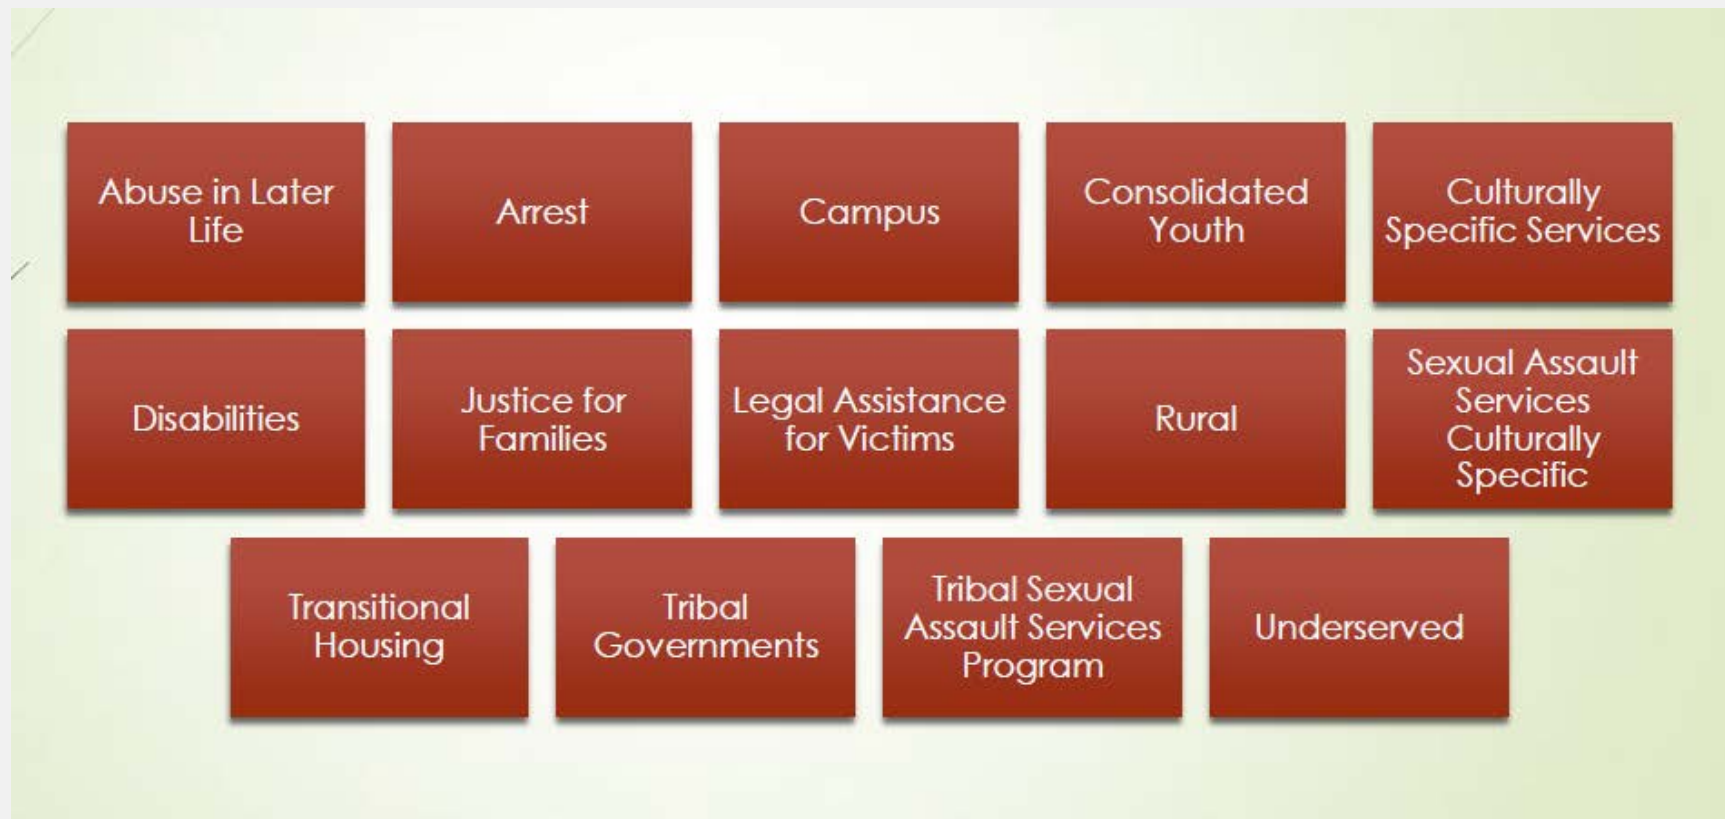 Abuse in Later
Life
Arrest
Campus
Consolidated
Youth
Culturally
Specific Services
Disabilities
Justice for
Families
Legal Assistance
for Victims
Rural
Sexual Assault
Services
Culturally
Specific
Transitional
Housing
Tribal
Governments
Tribal Sexual
Assault Services
Program
Underserved